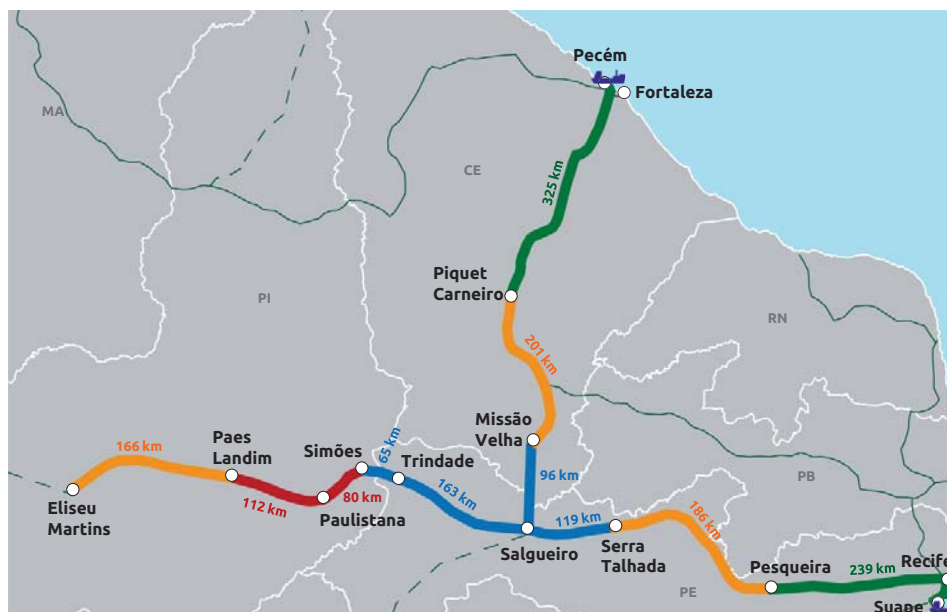 Pecém
Fortaleza
MA
CE
325 km
Piquet
Carneiro
PI
RN
201 km
Missão
Velha
Paes
Landim
166 km
Simões
65 km
Trindade
96 km
PB
Eliseu
Martins
112 km
80 km
Paulistana
163 km
Salgueiro
119 km
Serra
Talhada
186 km
Pesqueira
239 km
Recife
PE
Suape